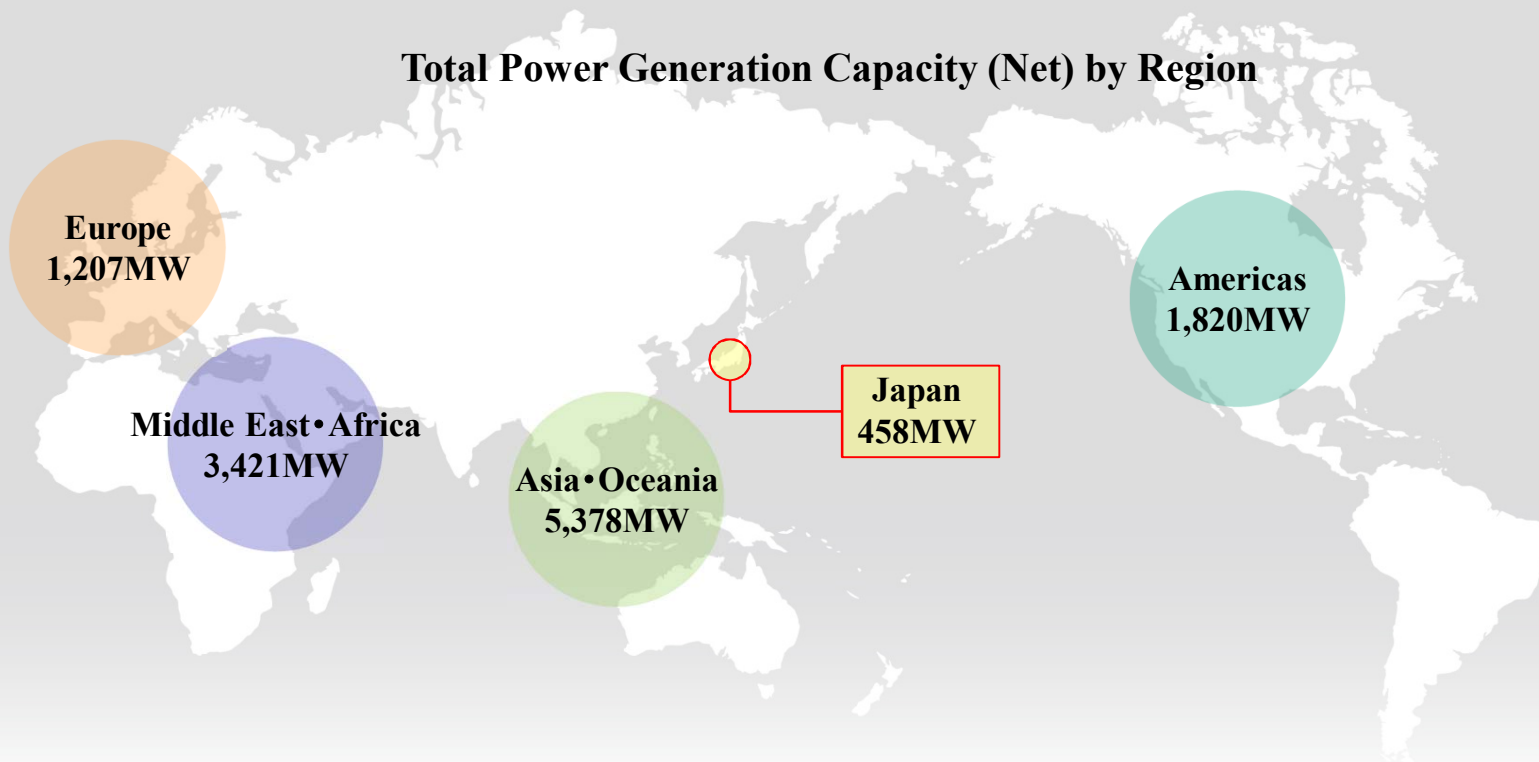 Total Power Generation Capacity (Net) by Region
Europe
1,207MW
Americas
1,820MW
Japan
458MW
Middle East•Africa
3,421MW
Asia•Oceania
5,378MW